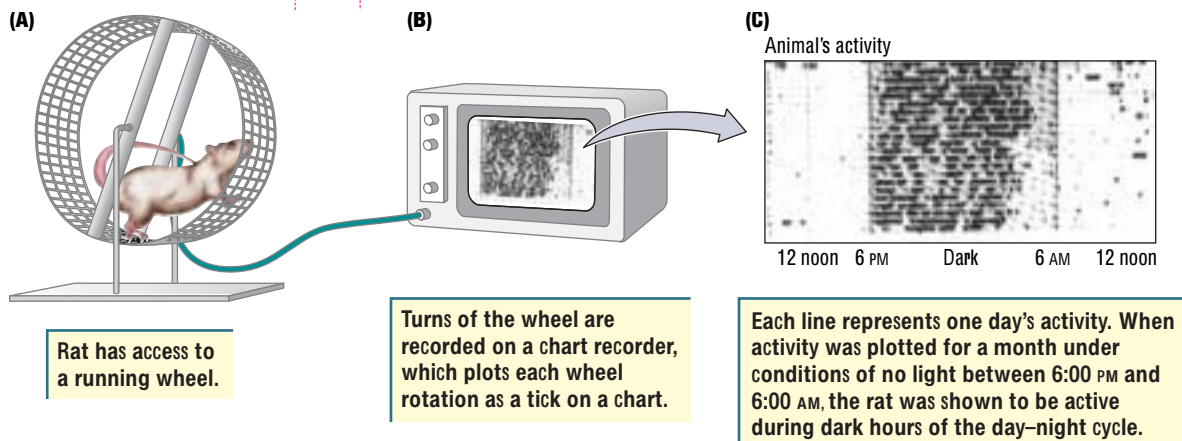 (A)
Rat has access to
a running wheel.
(B)
Turns of the wheel are
recorded on a chart recorder,
which plots each wheel
rotation as a tick on a chart.
(C)
Animal's activity
12 noon 6 PM Dark 6 AM 12 noon
Each line represents one day's activity. When
activity was plotted for a month under
conditions of no light between 6:00 PM and
6:00 AM, the rat was shown to be active
during dark hours of the day–night cycle.